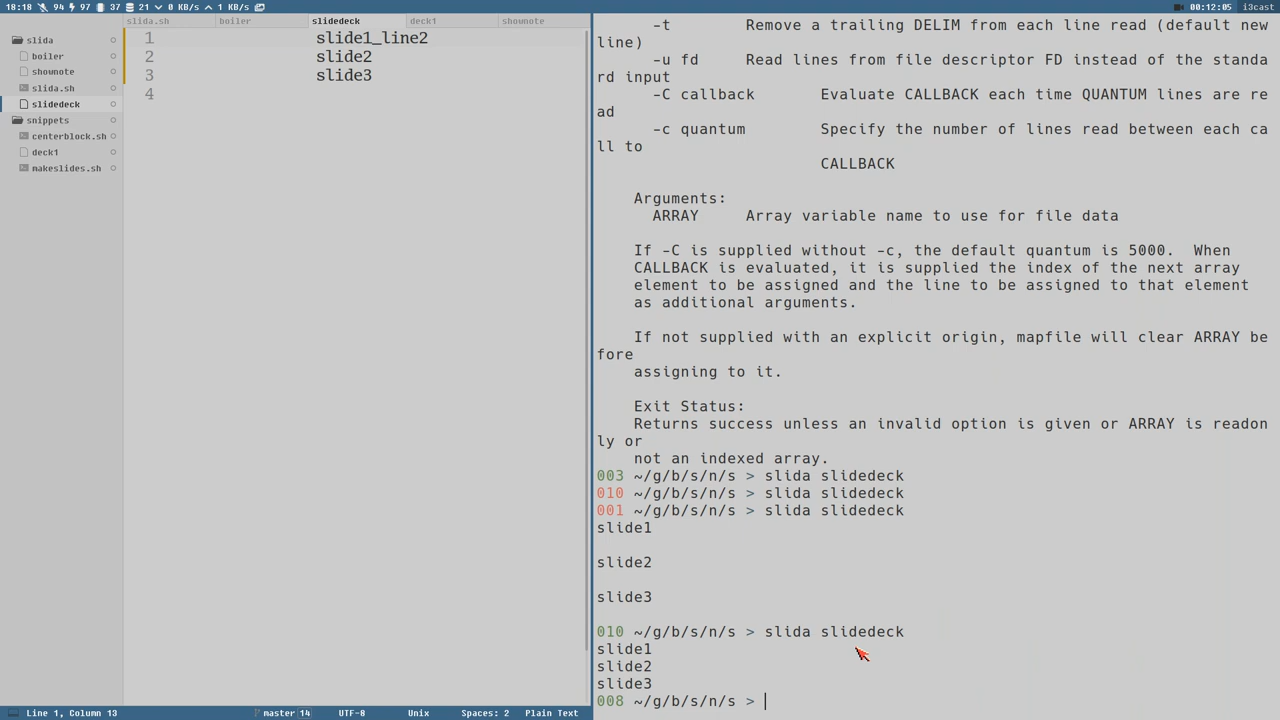 18:18 94 97 37 21 0 KB/s 1 KB/s 00:12:05 i3cast
slida.sh boiler slidedeck deck1 shownote
slida
boiler
shownote
slida.sh
slidedeck
snippets
centerblock.sh
deck1
makeslides.sh
1 slide1_line2
2 slide2
3 slide3
4
-t Remove a trailing DELIM from each line read (default new
line)
-u fd Read lines from file descriptor FD instead of the standa
rd input
-C callback Evaluate CALLBACK each time QUANTUM lines are re
ad
-c quantum Specify the number of lines read between each ca
ll to
CALLBACK
Arguments:
ARRAY Array variable name to use for file data
If -C is supplied without -c, the default quantum is 5000. When
CALLBACK is evaluated, it is supplied the index of the next array
element to be assigned and the line to be assigned to that element
as additional arguments.
If not supplied with an explicit origin, mapfile will clear ARRAY be
fore
assigning to it.
Exit Status:
Returns success unless an invalid option is given or ARRAY is readon
ly or
not an indexed array.
003 ~/g/b/s/n/s > slida slidedeck
010 ~/g/b/s/n/s > slida slidedeck
001 ~/g/b/s/n/s > slida slidedeck
slide1
slide2
slide3
010 ~/g/b/s/n/s > slida slidedeck
slide1
slide2
slide3
008 ~/g/b/s/n/s >
Line 1, Column 13 master 14 UTF-8 Unix Spaces: 2 Plain Text